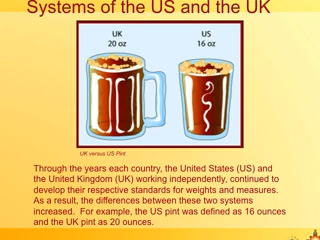 Systems of the US and the UK
UK
20 oz
US
16 oz
UK versus US Pint
Through the years each country, the United States (US) and
the United Kingdom (UK) working independently, continued to
develop their respective standards for weights and measures.
As a result, the differences between these two systems
increased.  For example, the US pint was defined as 16 ounces
and the UK pint as 20 ounces.